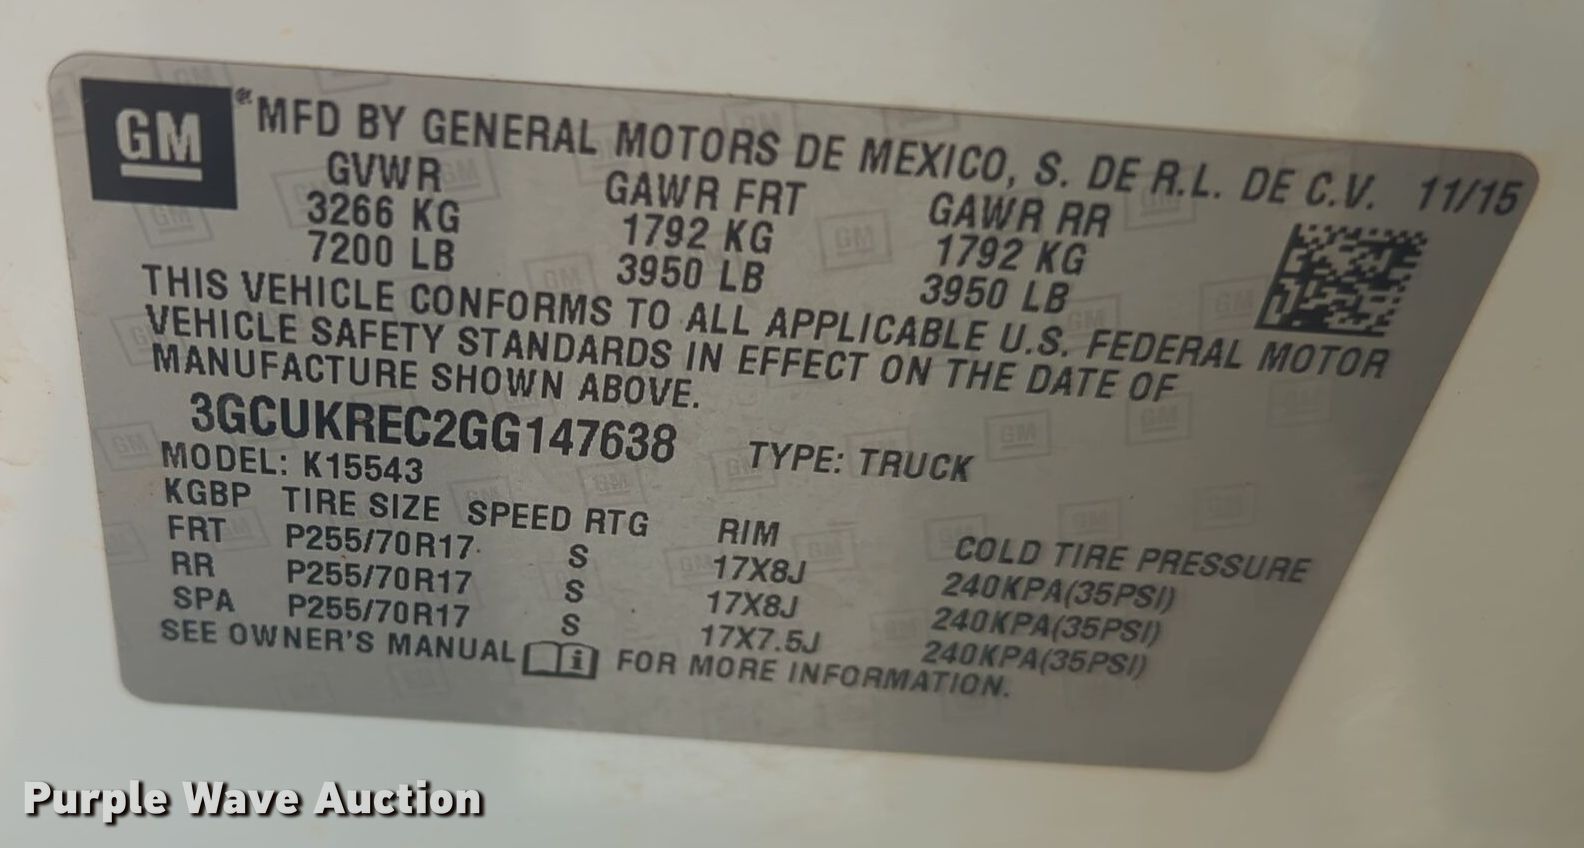 GM ® MFD BY GENERAL MOTORS DE MEXICO, S. DE R.L. DE C.V. 11/15
GVWR GAWR FRT GAWR RR
3266 KG 1792 KG 1792 KG
7200 LB 3950 LB 3950 LB
THIS VEHICLE CONFORMS TO ALL APPLICABLE U.S. FEDERAL MOTOR
VEHICLE SAFETY STANDARDS IN EFFECT ON THE DATE OF
MANUFACTURE SHOWN ABOVE.
3GCUKREC2GG147638 TYPE: TRUCK
MODEL: K15543
KGBP TIRE SIZE SPEED RTG RIM COLD TIRE PRESSURE
FRT P255/70R17 S 17X8J 240KPA(35PSI)
RR P255/70R17 S 17X8J 240KPA(35PSI)
SPA P255/70R17 S 17X7.5J 240KPA(35PSI)
SEE OWNER'S MANUAL i FOR MORE INFORMATION.
Purple Wave Auction